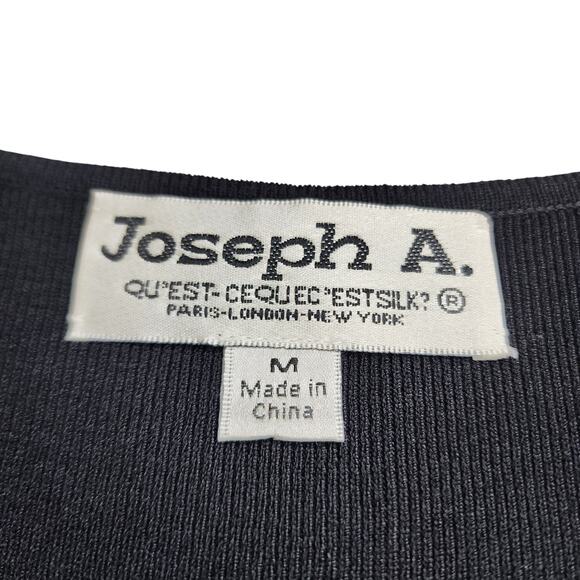 Joseph A.
QU'EST-CEQUEC'ESTSILK? ®
PARIS-LONDON-NEW YORK
M
Made in
China